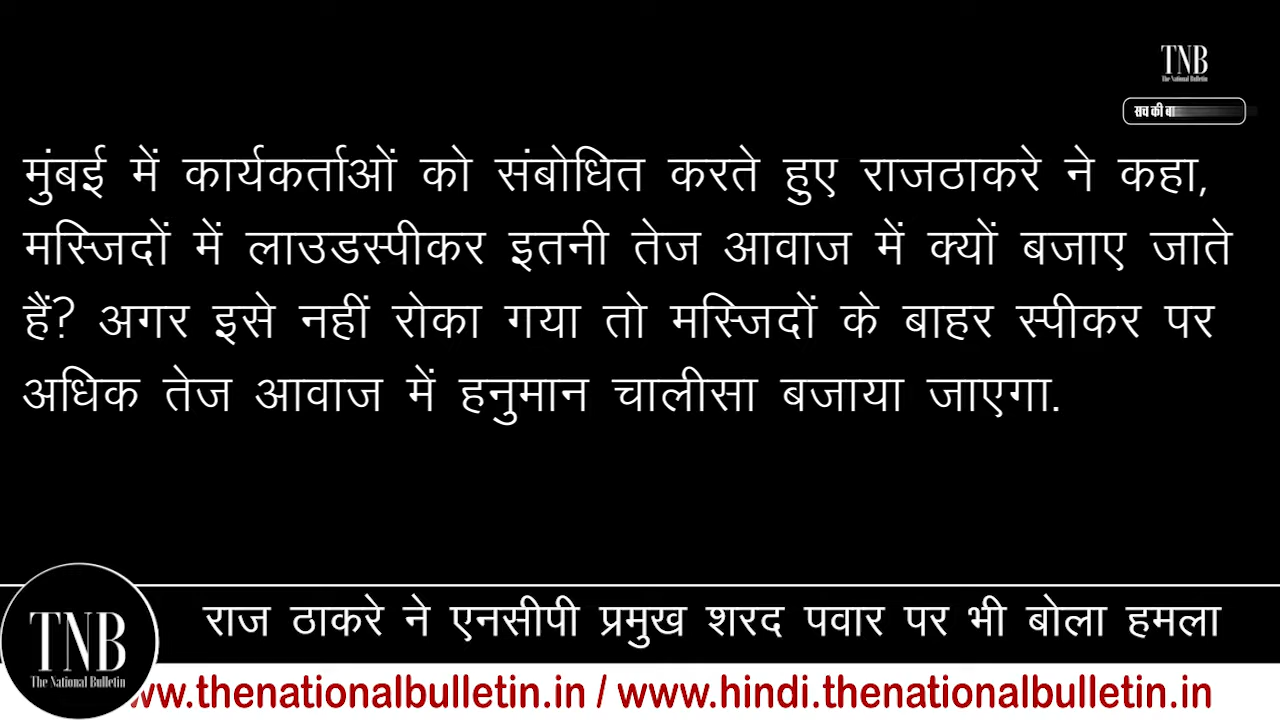 TNB
The National Bulletin
सच की बा
मुंबई में कार्यकर्ताओं को संबोधित करते हुए राजठाकरे ने कहा,
मस्जिदों में लाउडस्पीकर इतनी तेज आवाज में क्यों बजाए जाते
हैं? अगर इसे नहीं रोका गया तो मस्जिदों के बाहर स्पीकर पर
अधिक तेज आवाज में हनुमान चालीसा बजाया जाएगा.
राज ठाकरे ने एनसीपी प्रमुख शरद पवार पर भी बोला हमला
TNB
The National Bulletin
ww.thenationalbulletin.in / www.hindi.thenationalbulletin.in